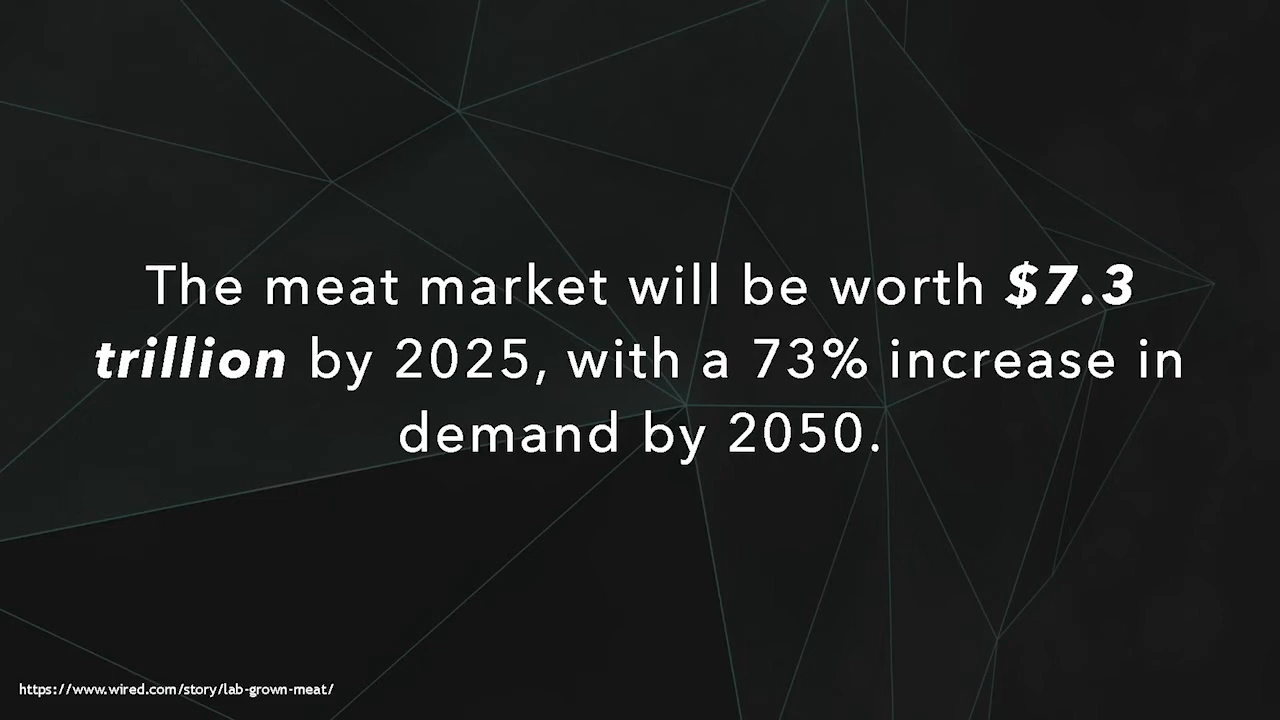 The meat market will be worth $7.3
trillion by 2025, with a 73% increase in
demand by 2050.
https://www.wired.com/story/lab-grown-meat/